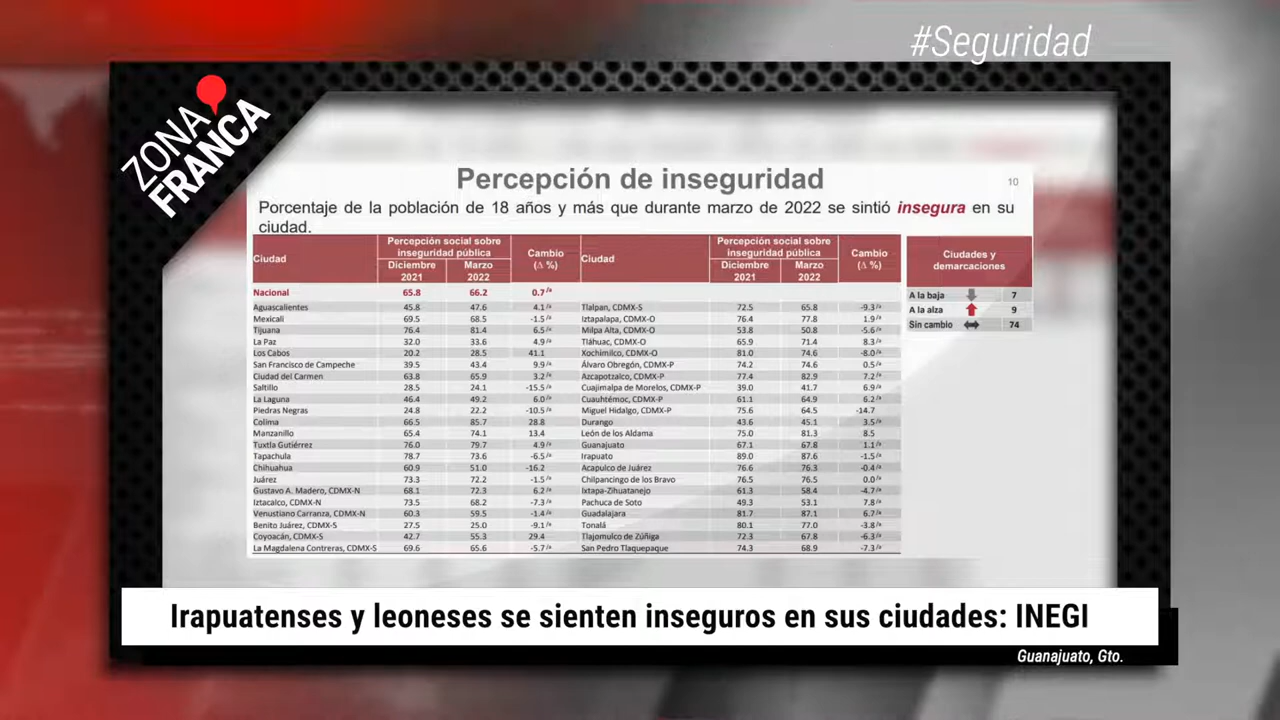 #Seguridad
ZONA
FRANCA
Percepción de inseguridad
10
Porcentaje de la población de 18 años y más que durante marzo de 2022 se sintió insegura en su
ciudad.
Ciudad Percepción social sobre inseguridad pública Cambio (Δ %) Ciudad Percepción social sobre inseguridad pública Cambio (Δ %)
Diciembre 2021 Marzo 2022 Diciembre 2021 Marzo 2022
Nacional 65.8 66.2 0.7/a
Aguascalientes 45.8 47.6 4.1/a Tlalpan, CDMX-S 72.5 65.8 -9.3/a
Mexicali 69.5 68.5 -1.5/a Iztapalapa, CDMX-O 76.4 77.8 1.9/a
Tijuana 76.4 81.4 6.5/a Milpa Alta, CDMX-O 53.8 50.8 -5.6/a
La Paz 32.0 33.6 4.9/a Tláhuac, CDMX-O 65.9 71.4 8.3/a
Los Cabos 20.2 28.5 41.1 Xochimilco, CDMX-O 81.0 74.6 -8.0/a
San Francisco de Campeche 39.5 43.4 9.9/a Álvaro Obregón, CDMX-P 74.2 74.6 0.5/a
Ciudad del Carmen 63.8 65.9 3.2/a Azcapotzalco, CDMX-P 77.4 82.9 7.2/a
Saltillo 28.5 24.1 -15.5/a Cuajimalpa de Morelos, CDMX-P 39.0 41.7 6.9/a
La Laguna 46.4 49.2 6.0/a Cuauhtémoc, CDMX-P 61.1 64.9 6.2/a
Piedras Negras 24.8 22.2 -10.5/a Miguel Hidalgo, CDMX-P 75.6 64.5 -14.7
Colima 66.5 85.7 28.8 Durango 43.6 45.1 3.5/a
Manzanillo 65.4 74.1 13.4 León de los Aldama 75.0 81.3 8.5
Tuxtla Gutiérrez 76.0 79.7 4.9/a Guanajuato 67.1 67.8 1.1/a
Tapachula 78.7 73.6 -6.5/a Irapuato 89.0 87.6 -1.5/a
Chihuahua 60.9 51.0 -16.2 Acapulco de Juárez 76.6 76.3 -0.4/a
Juárez 73.3 72.2 -1.5/a Chilpancingo de los Bravo 76.5 76.5 0.0/a
Gustavo A. Madero, CDMX-N 68.1 72.3 6.2/a Ixtapa-Zihuatanejo 61.3 58.4 -4.7/a
Iztacalco, CDMX-N 73.5 68.2 -7.3/a Pachuca de Soto 49.3 53.1 7.8/a
Venustiano Carranza, CDMX-N 60.3 59.5 -1.4/a Guadalajara 81.7 87.1 6.7/a
Benito Juárez, CDMX-S 27.5 25.0 -9.1/a Tonalá 80.1 77.0 -3.8/a
Coyoacán, CDMX-S 42.7 55.3 29.4 Tlajomulco de Zúñiga 72.3 67.8 -6.3/a
La Magdalena Contreras, CDMX-S 69.6 65.6 -5.7/a San Pedro Tlaquepaque 74.3 68.9 -7.3/a
Ciudades y
demarcaciones
A la baja 7
A la alza 9
Sin cambio 74
Irapuatenses y leoneses se sienten inseguros en sus ciudades: INEGI
Guanajuato, Gto.